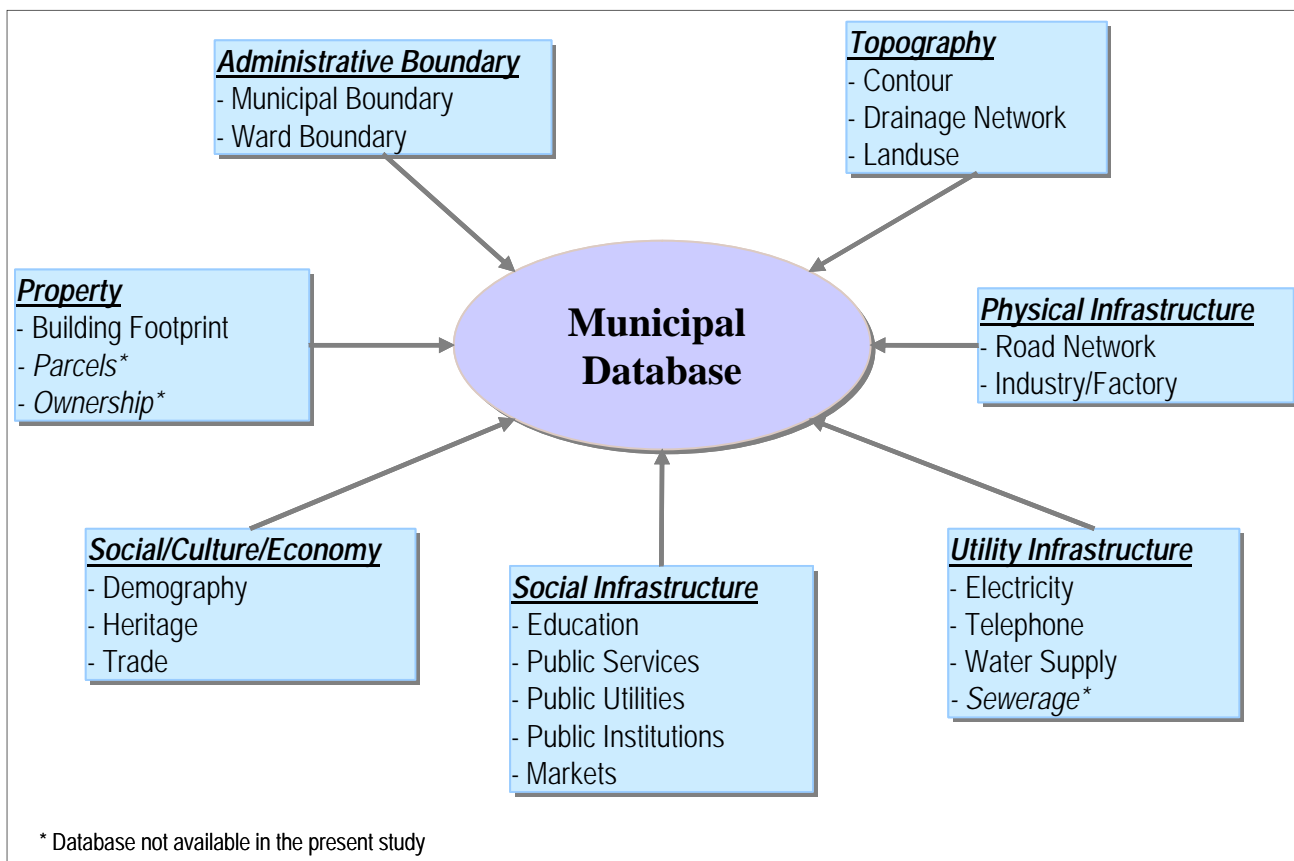 Administrative Boundary
- Municipal Boundary
- Ward Boundary
Topography
- Contour
- Drainage Network
- Landuse
Property
- Building Footprint
- Parcels*
- Ownership*
Municipal
Database
Physical Infrastructure
- Road Network
- Industry/Factory
Social/Culture/Economy
- Demography
- Heritage
- Trade
Social Infrastructure
- Education
- Public Services
- Public Utilities
- Public Institutions
- Markets
Utility Infrastructure
- Electricity
- Telephone
- Water Supply
- Sewerage*
* Database not available in the present study